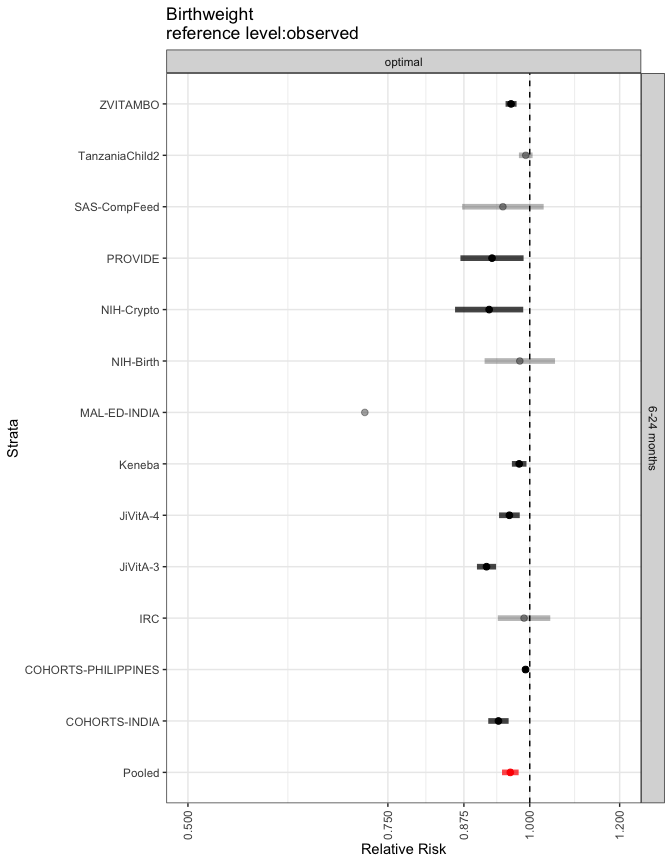 Birthweight
reference level:observed
optimal
ZVITAMBO
TanzaniaChild2
SAS-CompFeed
PROVIDE
NIH-Crypto
NIH-Birth
MAL-ED-INDIA
Keneba
JiVitA-4
JiVitA-3
IRC
COHORTS-PHILIPPINES
COHORTS-INDIA
Pooled
Strata
6-24 months
0.500
0.750
0.875
1.000
1.200
Relative Risk